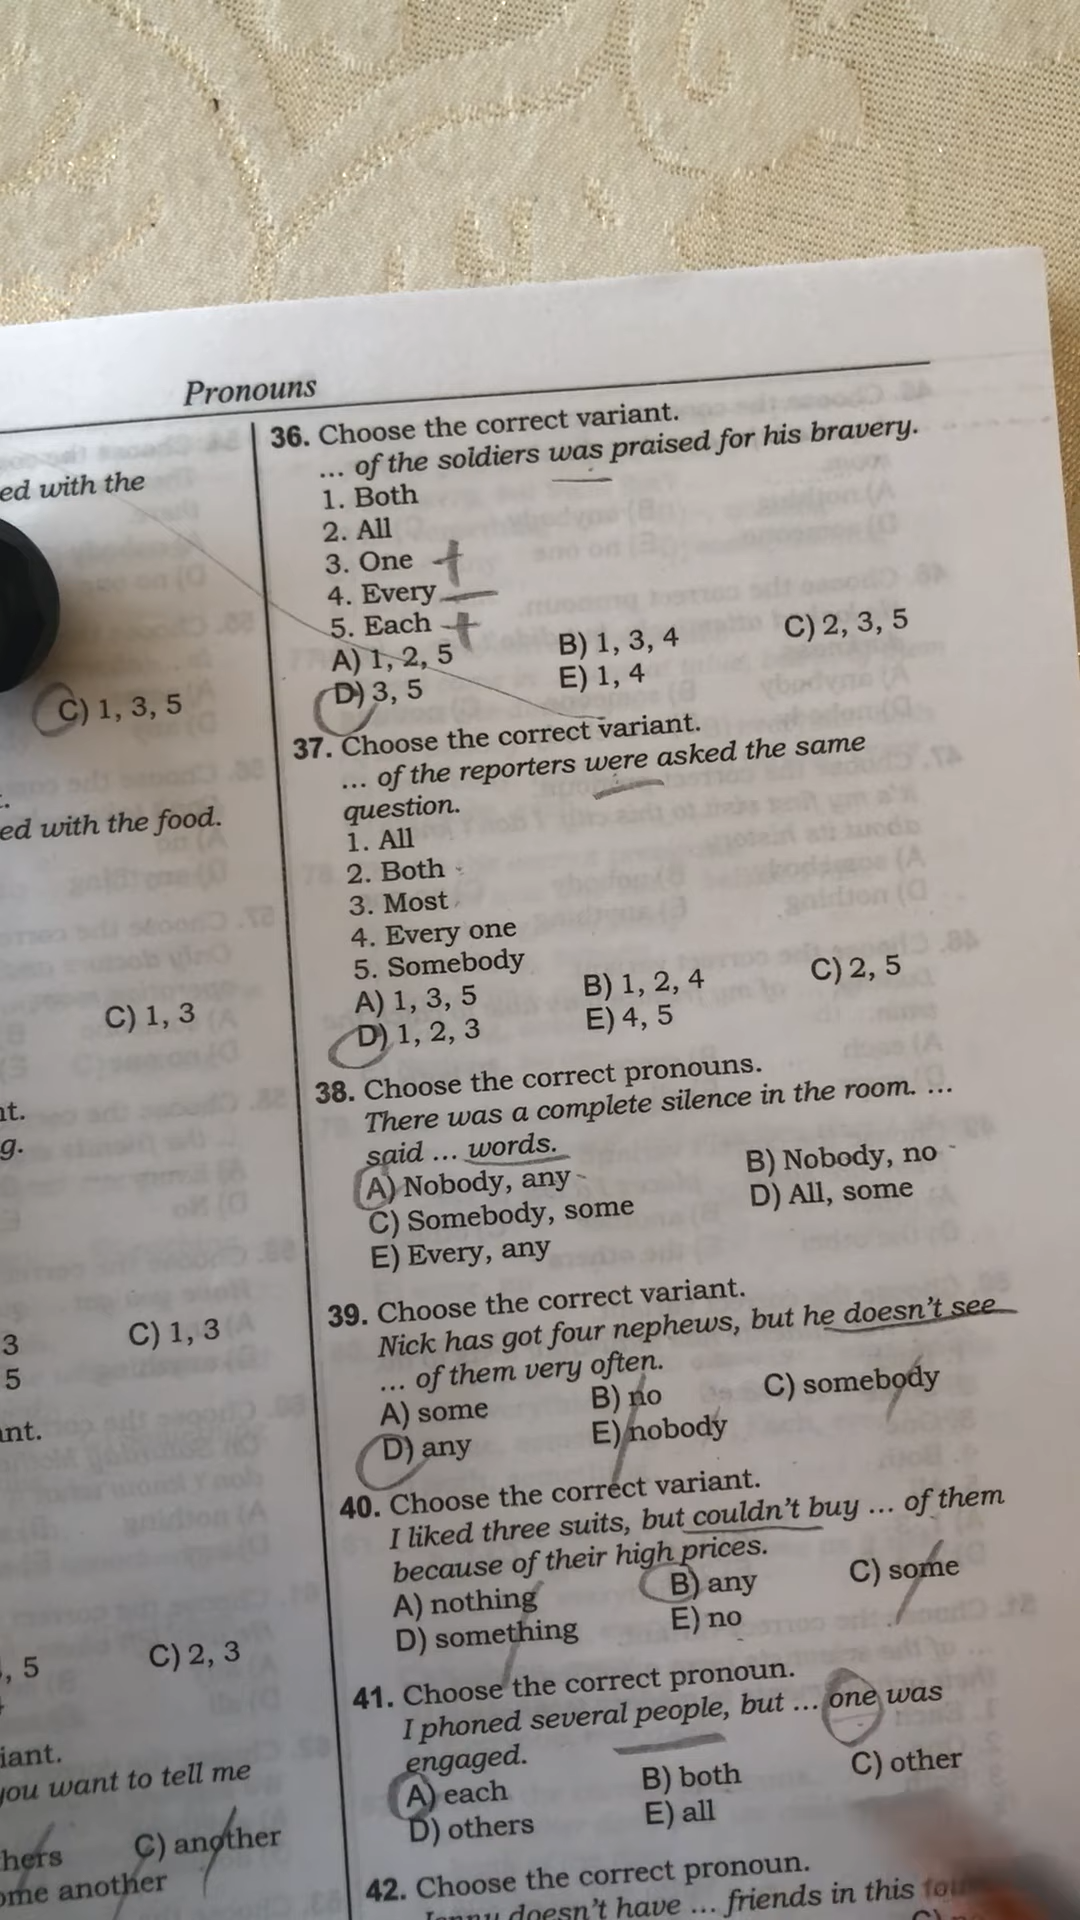 Pronouns
ed with the
C) 1, 3, 5
ed with the food.
C) 1, 3
nt.
g.
3
C) 1, 3
5
ant.
, 5
C) 2, 3
iant.
you want to tell me
hers
C) another
ome another
36. Choose the correct variant.
... of the soldiers was praised for his bravery.
1. Both
2. All
3. One
4. Every
5. Each
A) 1, 2, 5
B) 1, 3, 4
C) 2, 3, 5
D) 3, 5
E) 1, 4
37. Choose the correct variant.
... of the reporters were asked the same
question.
1. All
2. Both
3. Most
4. Every one
5. Somebody
A) 1, 3, 5
B) 1, 2, 4
C) 2, 5
D) 1, 2, 3
E) 4, 5
38. Choose the correct pronouns.
There was a complete silence in the room. ...
said ... words.
A) Nobody, any
B) Nobody, no
C) Somebody, some
D) All, some
E) Every, any
39. Choose the correct variant.
Nick has got four nephews, but he doesn't see
... of them very often.
A) some
B) no
C) somebody
D) any
E) nobody
40. Choose the correct variant.
I liked three suits, but couldn't buy ... of them
because of their high prices.
A) nothing
B) any
C) some
D) something
E) no
41. Choose the correct pronoun.
I phoned several people, but ... one was
engaged.
A) each
B) both
C) other
D) others
E) all
42. Choose the correct pronoun.
doesn't have ... friends in this